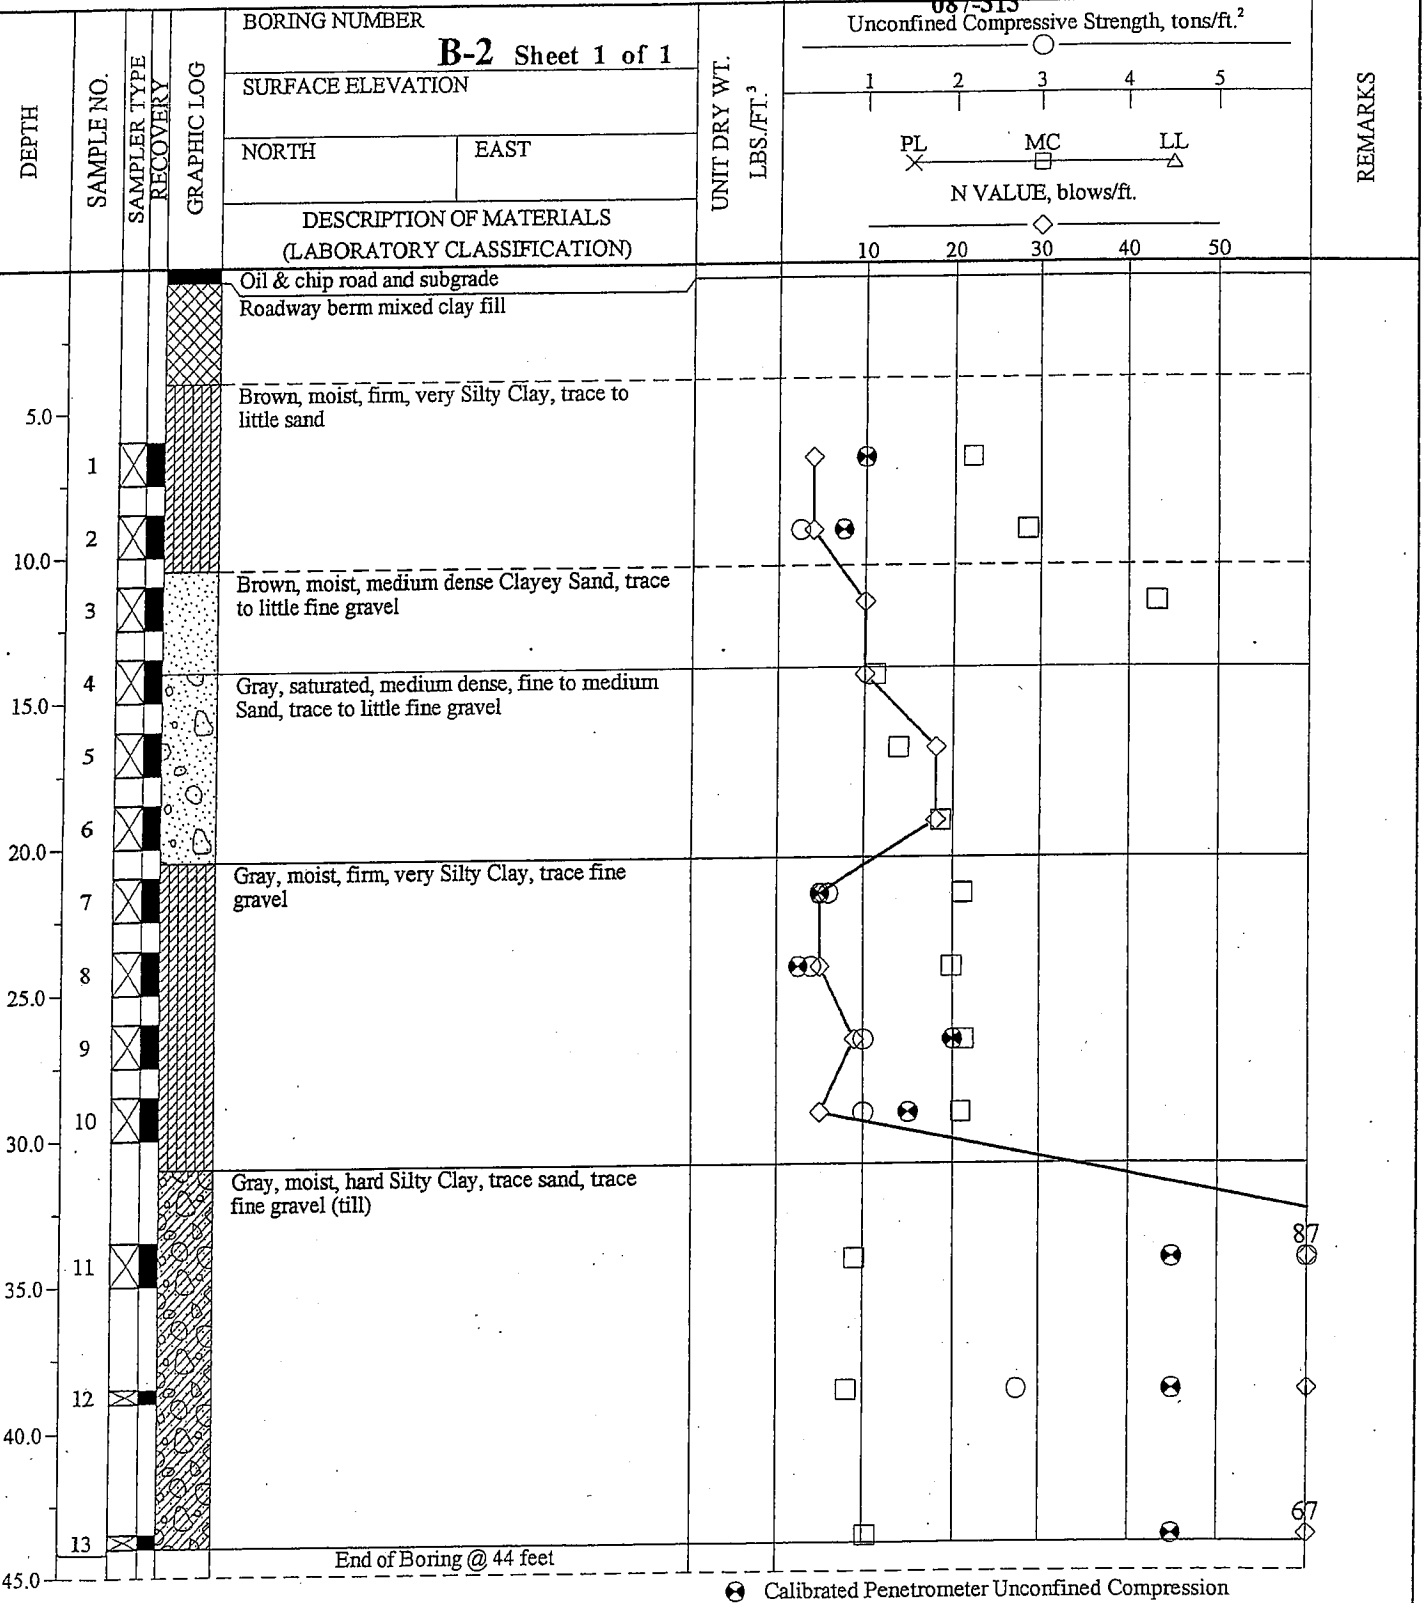 087-515
BORING NUMBER
B-2 Sheet 1 of 1
SURFACE ELEVATION
NORTH
EAST
DESCRIPTION OF MATERIALS
(LABORATORY CLASSIFICATION)
DEPTH
SAMPLE NO.
SAMPLER TYPE
RECOVERY
GRAPHIC LOG
UNIT DRY WT.
LBS./FT.³
Unconfined Compressive Strength, tons/ft.²
1 2 3 4 5
PL MC LL
N VALUE, blows/ft.
10 20 30 40 50
REMARKS
Oil & chip road and subgrade
Roadway berm mixed clay fill
Brown, moist, firm, very Silty Clay, trace to
little sand
5.0
1
2
10.0
Brown, moist, medium dense Clayey Sand, trace
to little fine gravel
3
4
Gray, saturated, medium dense, fine to medium
Sand, trace to little fine gravel
15.0
5
6
20.0
Gray, moist, firm, very Silty Clay, trace fine
gravel
7
8
25.0
9
10
30.0
Gray, moist, hard Silty Clay, trace sand, trace
fine gravel (till)
87
11
35.0
12
40.0
67
13
End of Boring @ 44 feet
45.0
Calibrated Penetrometer Unconfined Compression